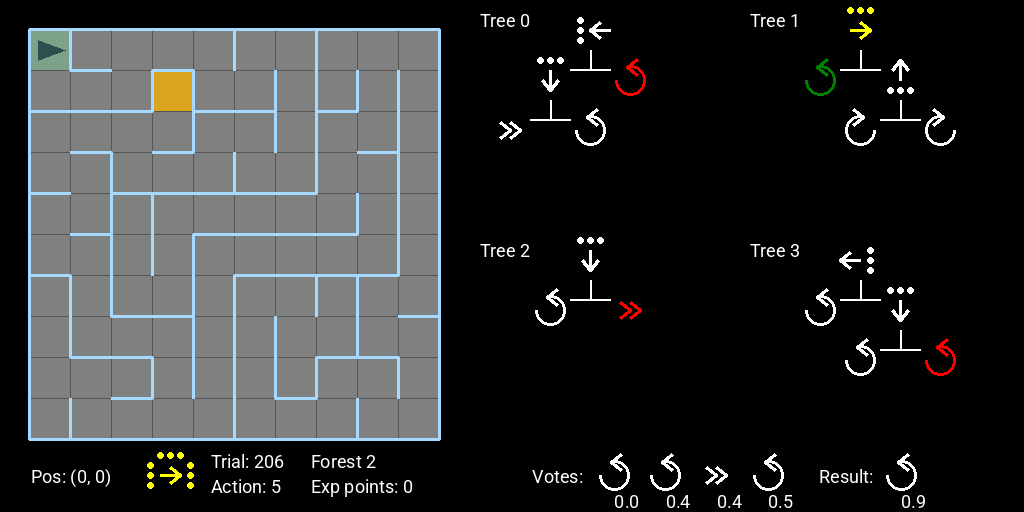 Tree 0
Tree 1
Tree 2
Tree 3
Pos: (0, 0)
Trial: 206
Forest 2
Action: 5
Exp points: 0
Votes:
0.0
0.4
0.4
0.5
Result:
0.9